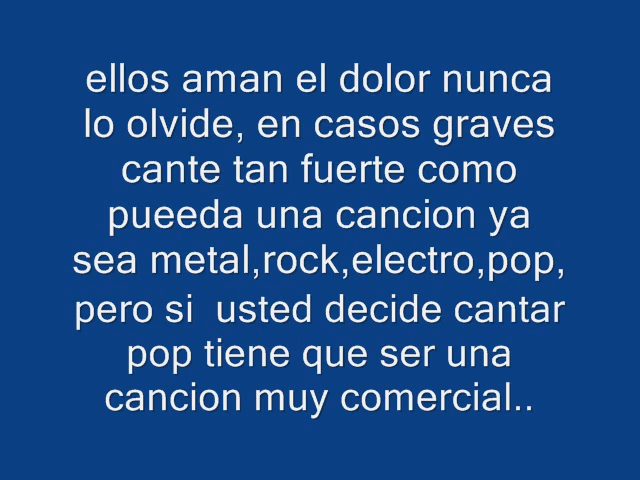 ellos aman el dolor nunca
lo olvide, en casos graves
cante tan fuerte como
pueeda una cancion ya
sea metal,rock,electro,pop,
pero si  usted decide cantar
pop tiene que ser una
cancion muy comercial..